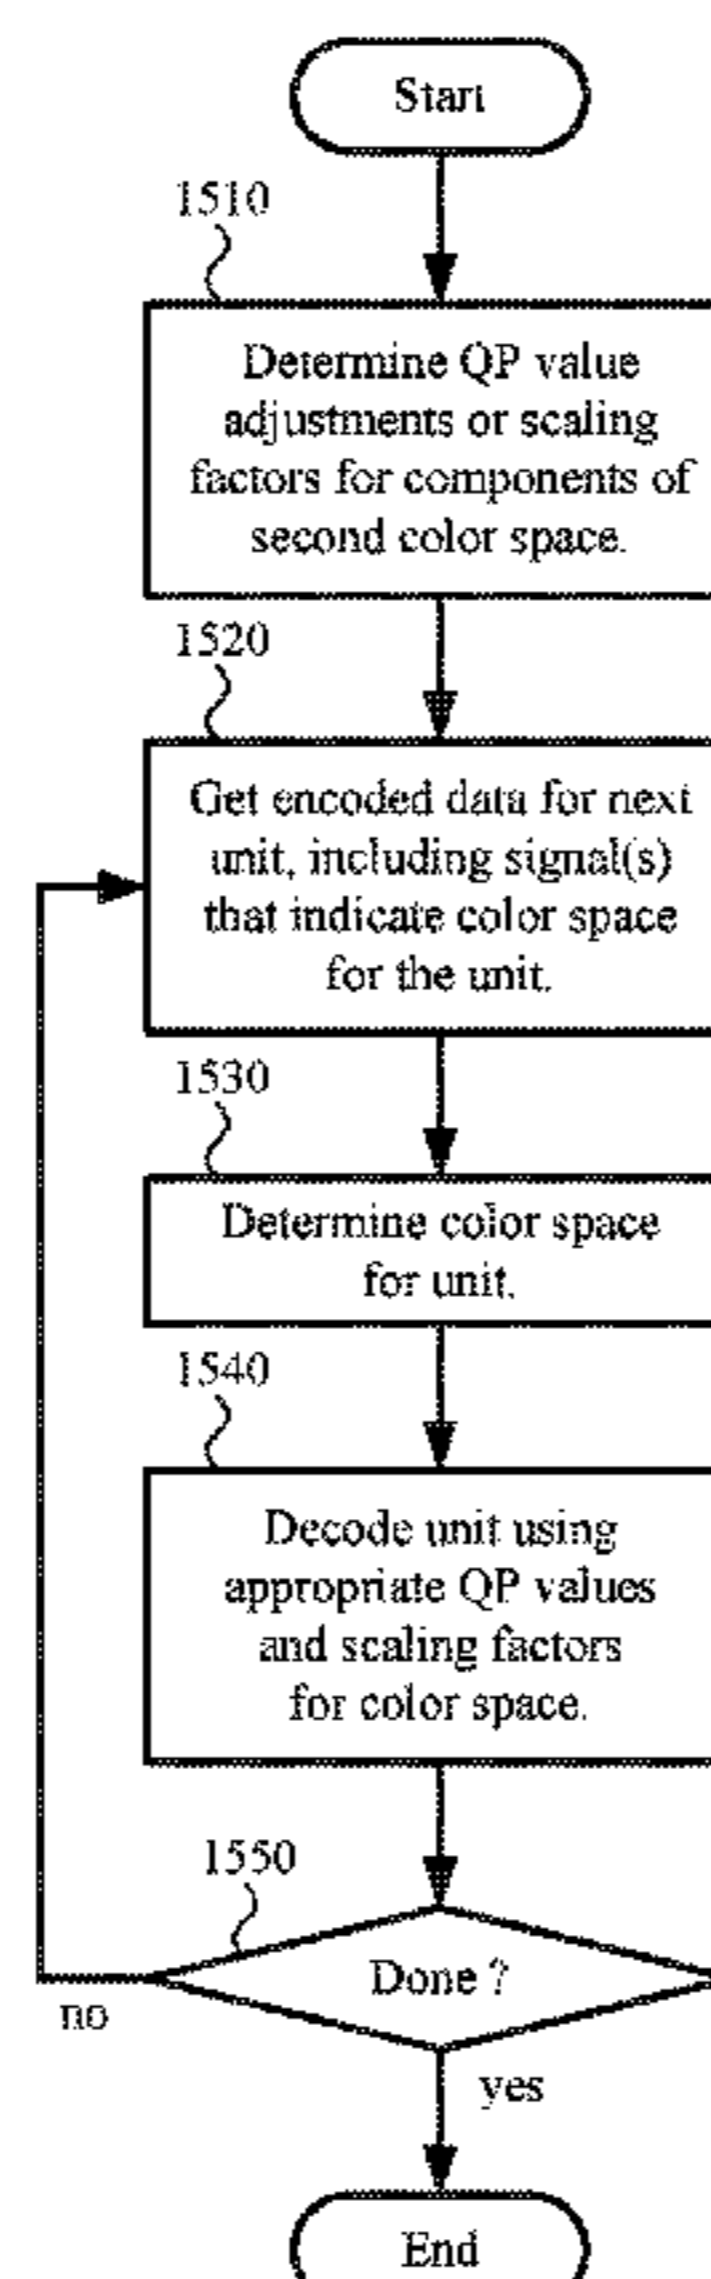 Start
1510
Determine QP value
adjustments or scaling
factors for components of
second color space.
1520
Get encoded data for next
unit, including signal(s)
that indicate color space
for the unit.
1530
Determine color space
for unit.
1540
Decode unit using
appropriate QP values
and scaling factors
for color space.
1550
Done ?
no
yes
End